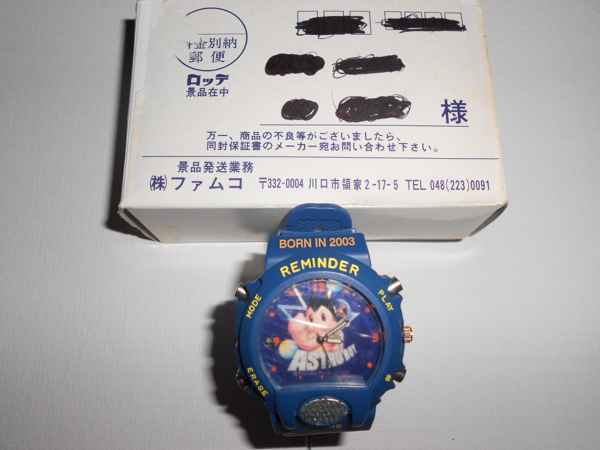 料金別納
郵便
ロッテ
景品在中
様
万一、商品の不良等がございましたら、
同封保証書のメーカー宛お問い合わせ下さい。
景品発送業務
㈱ファムコ 〒332-0004 川口市領家2-17-5 TEL 048(223)0091
BORN IN 2003
REMINDER
MODE
PLAY
ERASE
ASTRO BOY